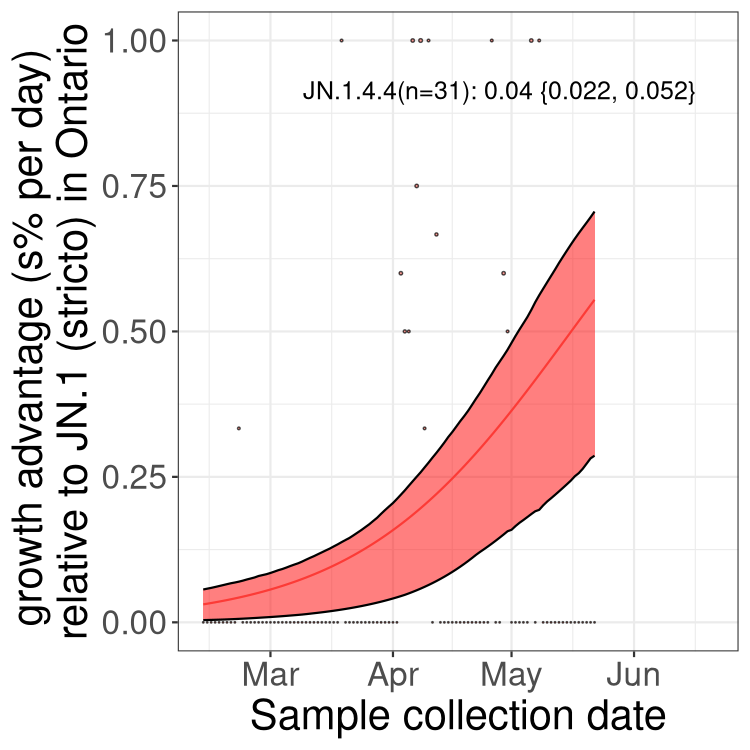 growth advantage (s% per day)
relative to JN.1 (stricto) in Ontario
1.00
0.75
0.50
0.25
0.00
JN.1.4.4(n=31): 0.04 {0.022, 0.052}
Mar Apr May Jun
Sample collection date